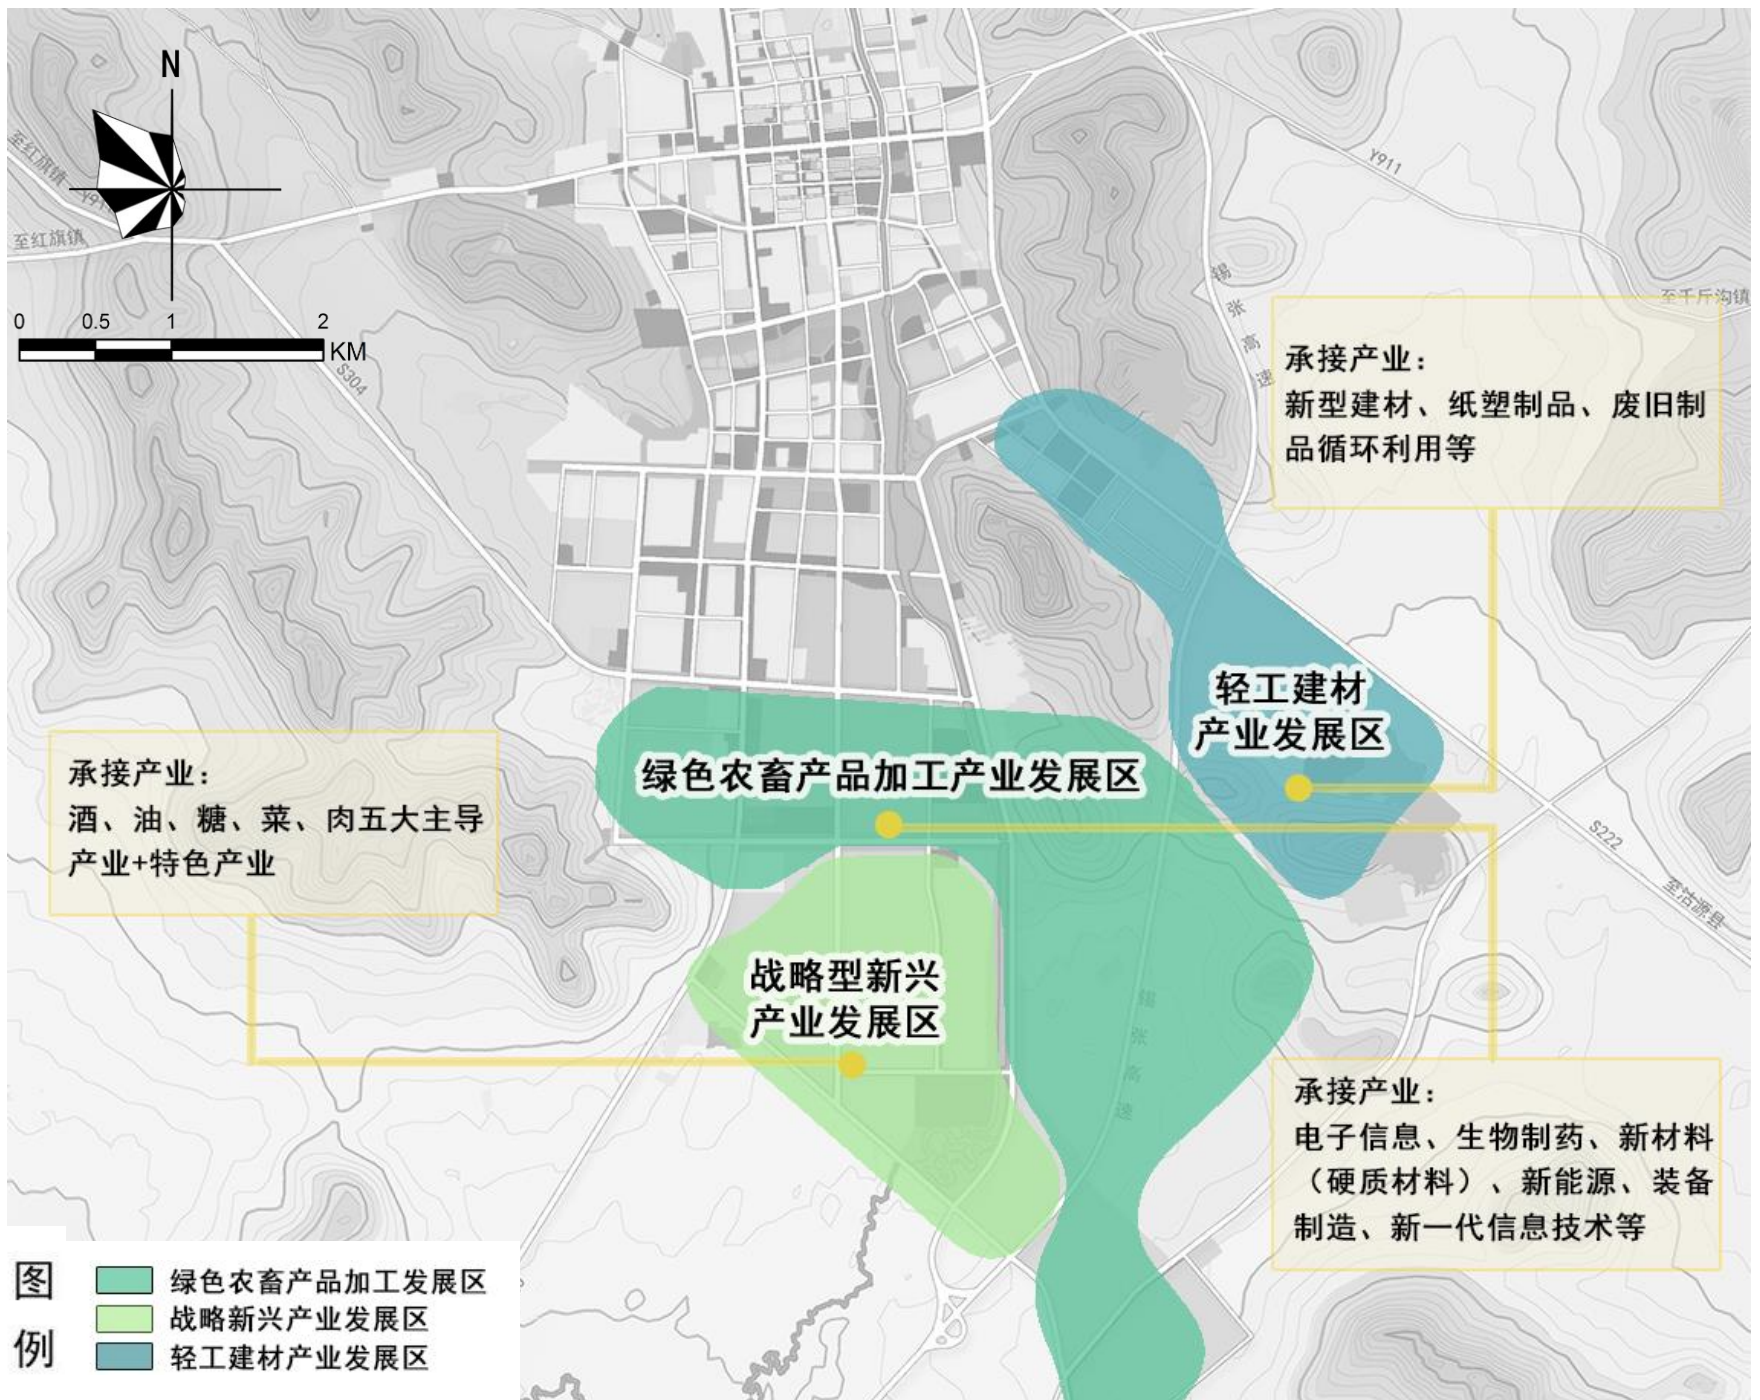 N
至红旗镇
Y911
至红旗镇
0 0.5 1 2
KM
S304
Y911
至千斤沟镇
锡张高速
承接产业：
新型建材、纸塑制品、废旧制
品循环利用等
轻工建材
产业发展区
绿色农畜产品加工产业发展区
承接产业：
酒、油、糖、菜、肉五大主导
产业+特色产业
S222
至沽源县
战略型新兴
产业发展区
锡张高速
承接产业：
电子信息、生物制药、新材料
（硬质材料）、新能源、装备
制造、新一代信息技术等
图例
绿色农畜产品加工发展区
战略新兴产业发展区
轻工建材产业发展区